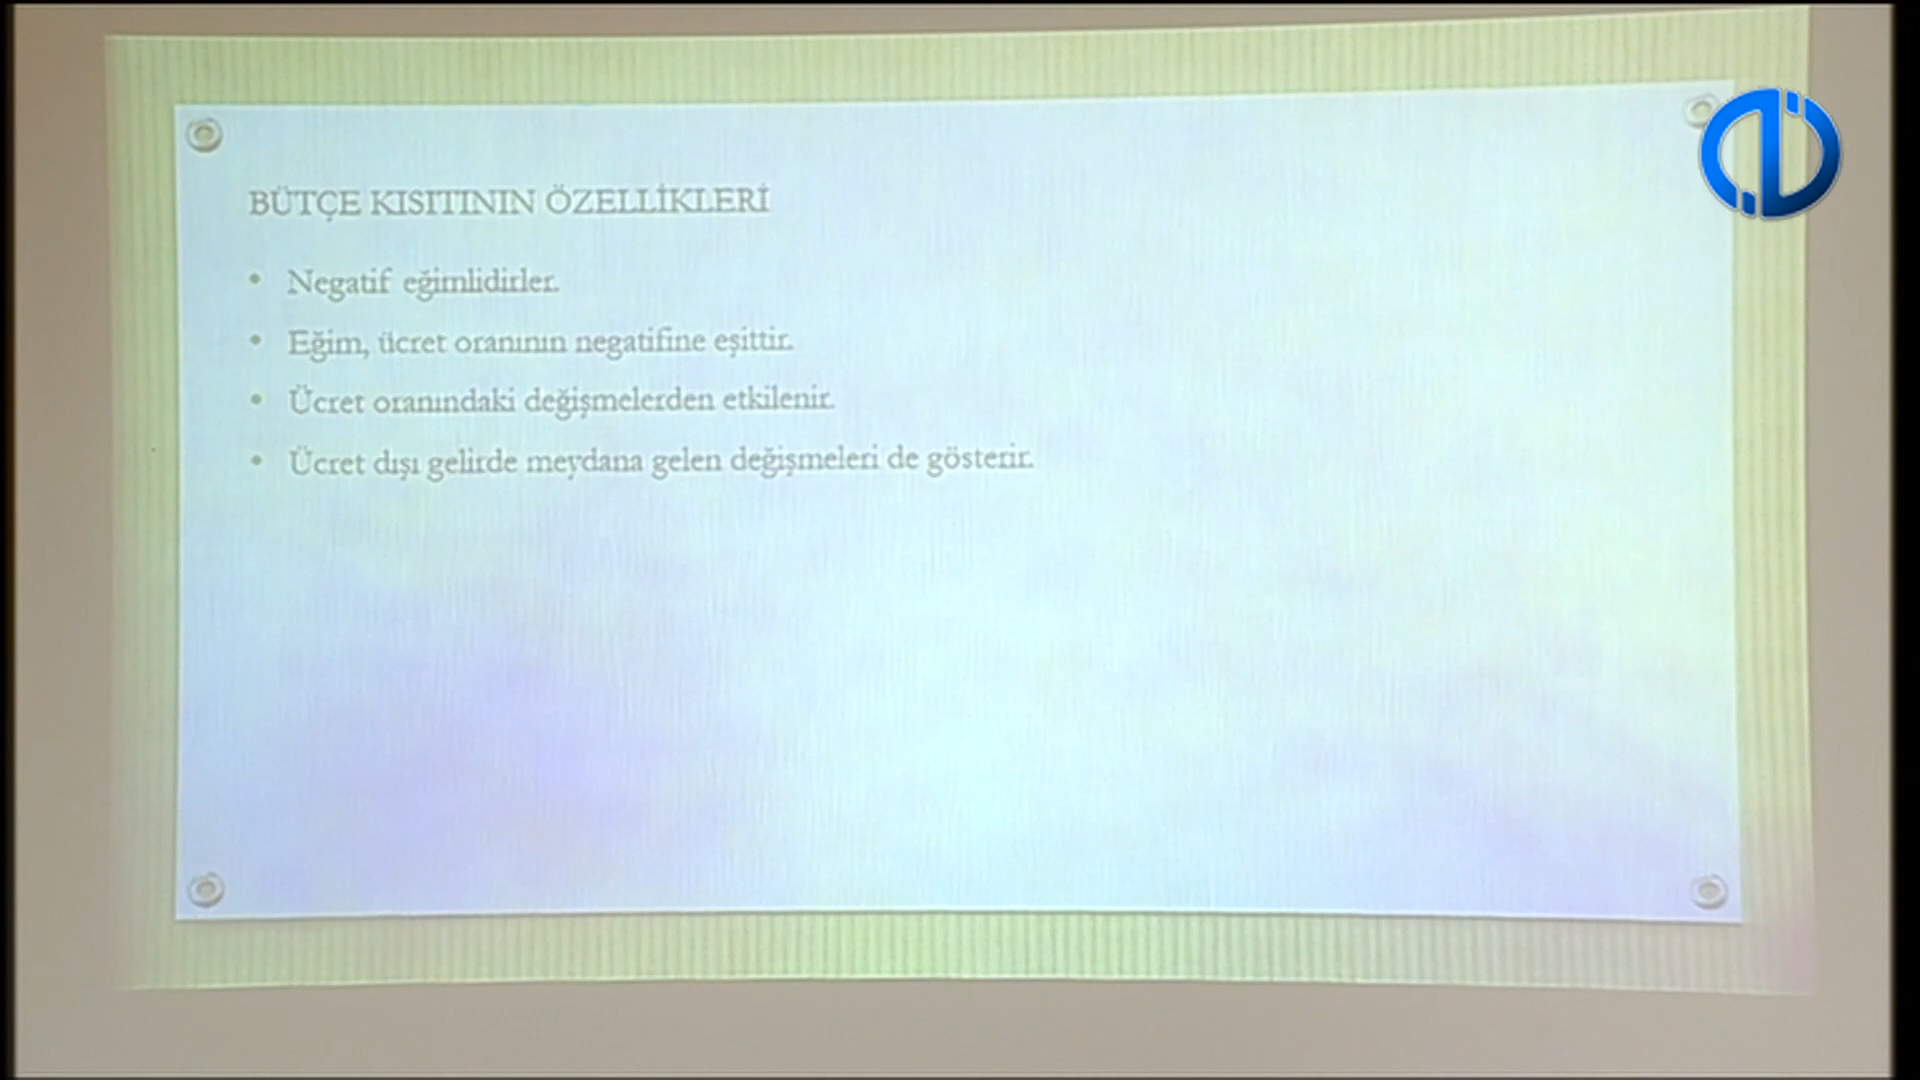 BÜTÇE KISITININ ÖZELLİKLERİ
• Negatif eğimlidirler.
• Eğim, ücret oranının negatifine eşittir.
• Ücret oranındaki değişmelerden etkilenir.
• Ücret dışı gelirde meydana gelen değişmeleri de gösterir.